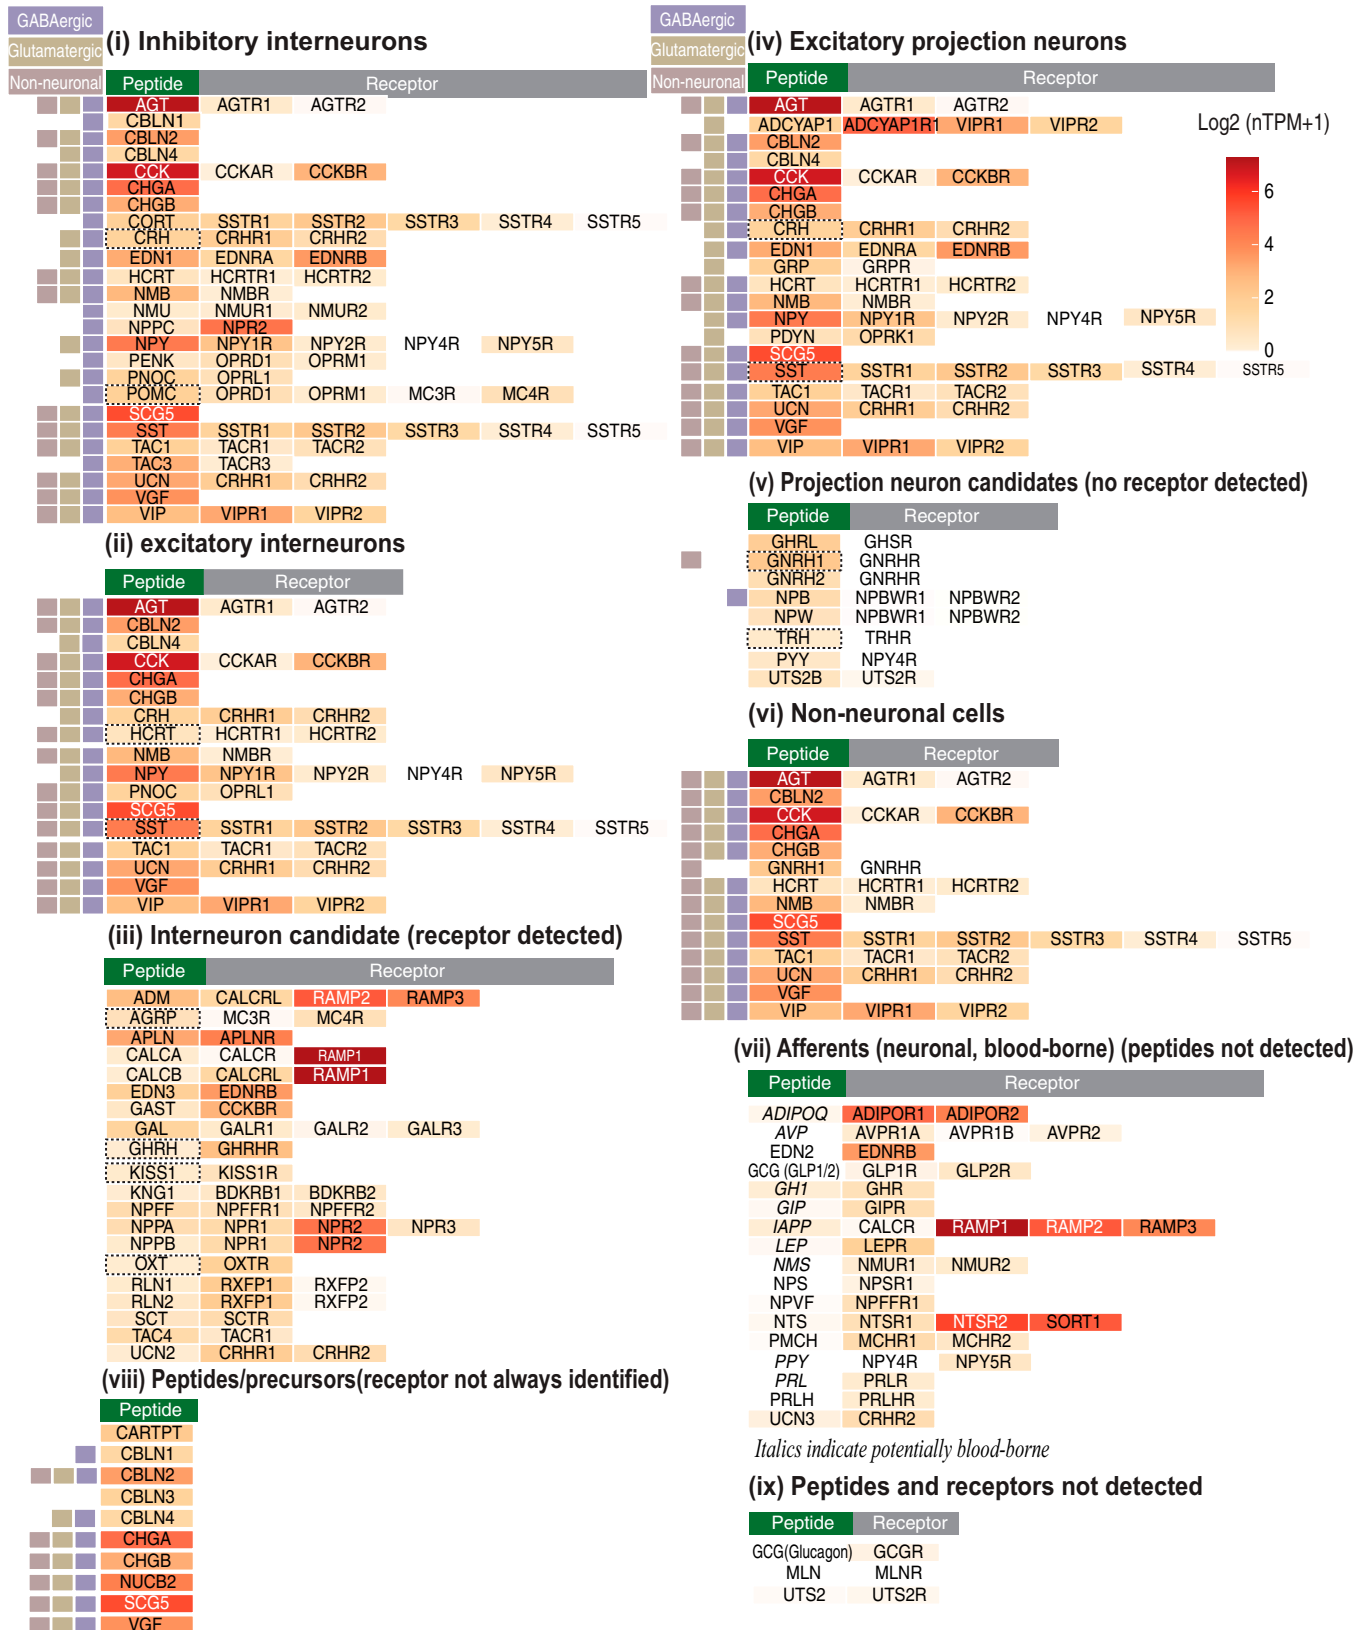 GABAergic
Glutamatergic
Non-neuronal
(i) Inhibitory interneurons
Peptide Receptor
AGT AGTR1 AGTR2
CBLN1
CBLN2
CBLN4
CCK CCKAR CCKBR
CHGA
CHGB
CORT SSTR1 SSTR2 SSTR3 SSTR4 SSTR5
CRH CRHR1 CRHR2
EDN1 EDNRA EDNRB
HCRT HCRTR1 HCRTR2
NMB NMBR
NMU NMUR1 NMUR2
NPPC NPR2
NPY NPY1R NPY2R NPY4R NPY5R
PENK OPRD1 OPRM1
PNOC OPRL1
POMC OPRD1 OPRM1 MC3R MC4R
SCG5
SST SSTR1 SSTR2 SSTR3 SSTR4 SSTR5
TAC1 TACR1 TACR2
TAC3 TACR3
UCN CRHR1 CRHR2
VGF
VIP VIPR1 VIPR2
(ii) excitatory interneurons
Peptide Receptor
AGT AGTR1 AGTR2
CBLN2
CBLN4
CCK CCKAR CCKBR
CHGA
CHGB
CRH CRHR1 CRHR2
HCRT HCRTR1 HCRTR2
NMB NMBR
NPY NPY1R NPY2R NPY4R NPY5R
PNOC OPRL1
SCG5
SST SSTR1 SSTR2 SSTR3 SSTR4 SSTR5
TAC1 TACR1 TACR2
UCN CRHR1 CRHR2
VGF
VIP VIPR1 VIPR2
(iii) Interneuron candidate (receptor detected)
Peptide Receptor
ADM CALCRL RAMP2 RAMP3
AGRP MC3R MC4R
APLN APLNR
CALCA CALCR RAMP1
CALCB CALCRL RAMP1
EDN3 EDNRB
GAST CCKBR
GAL GALR1 GALR2 GALR3
GHRH GHRHR
KISS1 KISS1R
KNG1 BDKRB1 BDKRB2
NPFF NPFFR1 NPFFR2
NPPA NPR1 NPR2 NPR3
NPPB NPR1 NPR2
OXT OXTR
RLN1 RXFP1 RXFP2
RLN2 RXFP1 RXFP2
SCT SCTR
TAC4 TACR1
UCN2 CRHR1 CRHR2
(viii) Peptides/precursors(receptor not always identified)
Peptide
CARTPT
CBLN1
CBLN2
CBLN3
CBLN4
CHGA
CHGB
NUCB2
SCG5
VGF
GABAergic
Glutamatergic
Non-neuronal
(iv) Excitatory projection neurons
Peptide Receptor
AGT AGTR1 AGTR2
ADCYAP1 ADCYAP1R1 VIPR1 VIPR2
CBLN2
CBLN4
CCK CCKAR CCKBR
CHGA
CHGB
CRH CRHR1 CRHR2
EDN1 EDNRA EDNRB
GRP GRPR
HCRT HCRTR1 HCRTR2
NMB NMBR
NPY NPY1R NPY2R NPY4R NPY5R
PDYN OPRK1
SCG5
SST SSTR1 SSTR2 SSTR3 SSTR4 SSTR5
TAC1 TACR1 TACR2
UCN CRHR1 CRHR2
VGF
VIP VIPR1 VIPR2
Log2 (nTPM+1)
6
4
2
0
(v) Projection neuron candidates (no receptor detected)
Peptide Receptor
GHRL GHSR
GNRH1 GNRHR
GNRH2 GNRHR
NPB NPBWR1 NPBWR2
NPW NPBWR1 NPBWR2
TRH TRHR
PYY NPY4R
UTS2B UTS2R
(vi) Non-neuronal cells
Peptide Receptor
AGT AGTR1 AGTR2
CBLN2
CCK CCKAR CCKBR
CHGA
CHGB
GNRH1 GNRHR
HCRT HCRTR1 HCRTR2
NMB NMBR
SCG5
SST SSTR1 SSTR2 SSTR3 SSTR4 SSTR5
TAC1 TACR1 TACR2
UCN CRHR1 CRHR2
VGF
VIP VIPR1 VIPR2
(vii) Afferents (neuronal, blood-borne) (peptides not detected)
Peptide Receptor
ADIPOQ ADIPOR1 ADIPOR2
AVP AVPR1A AVPR1B AVPR2
EDN2 EDNRB
GCG (GLP1/2) GLP1R GLP2R
GH1 GHR
GIP GIPR
IAPP CALCR RAMP1 RAMP2 RAMP3
LEP LEPR
NMS NMUR1 NMUR2
NPS NPSR1
NPVF NPFFR1
NTS NTSR1 NTSR2 SORT1
PMCH MCHR1 MCHR2
PPY NPY4R NPY5R
PRL PRLR
PRLH PRLHR
UCN3 CRHR2
Italics indicate potentially blood-borne
(ix) Peptides and receptors not detected
Peptide Receptor
GCG(Glucagon) GCGR
MLN MLNR
UTS2 UTS2R